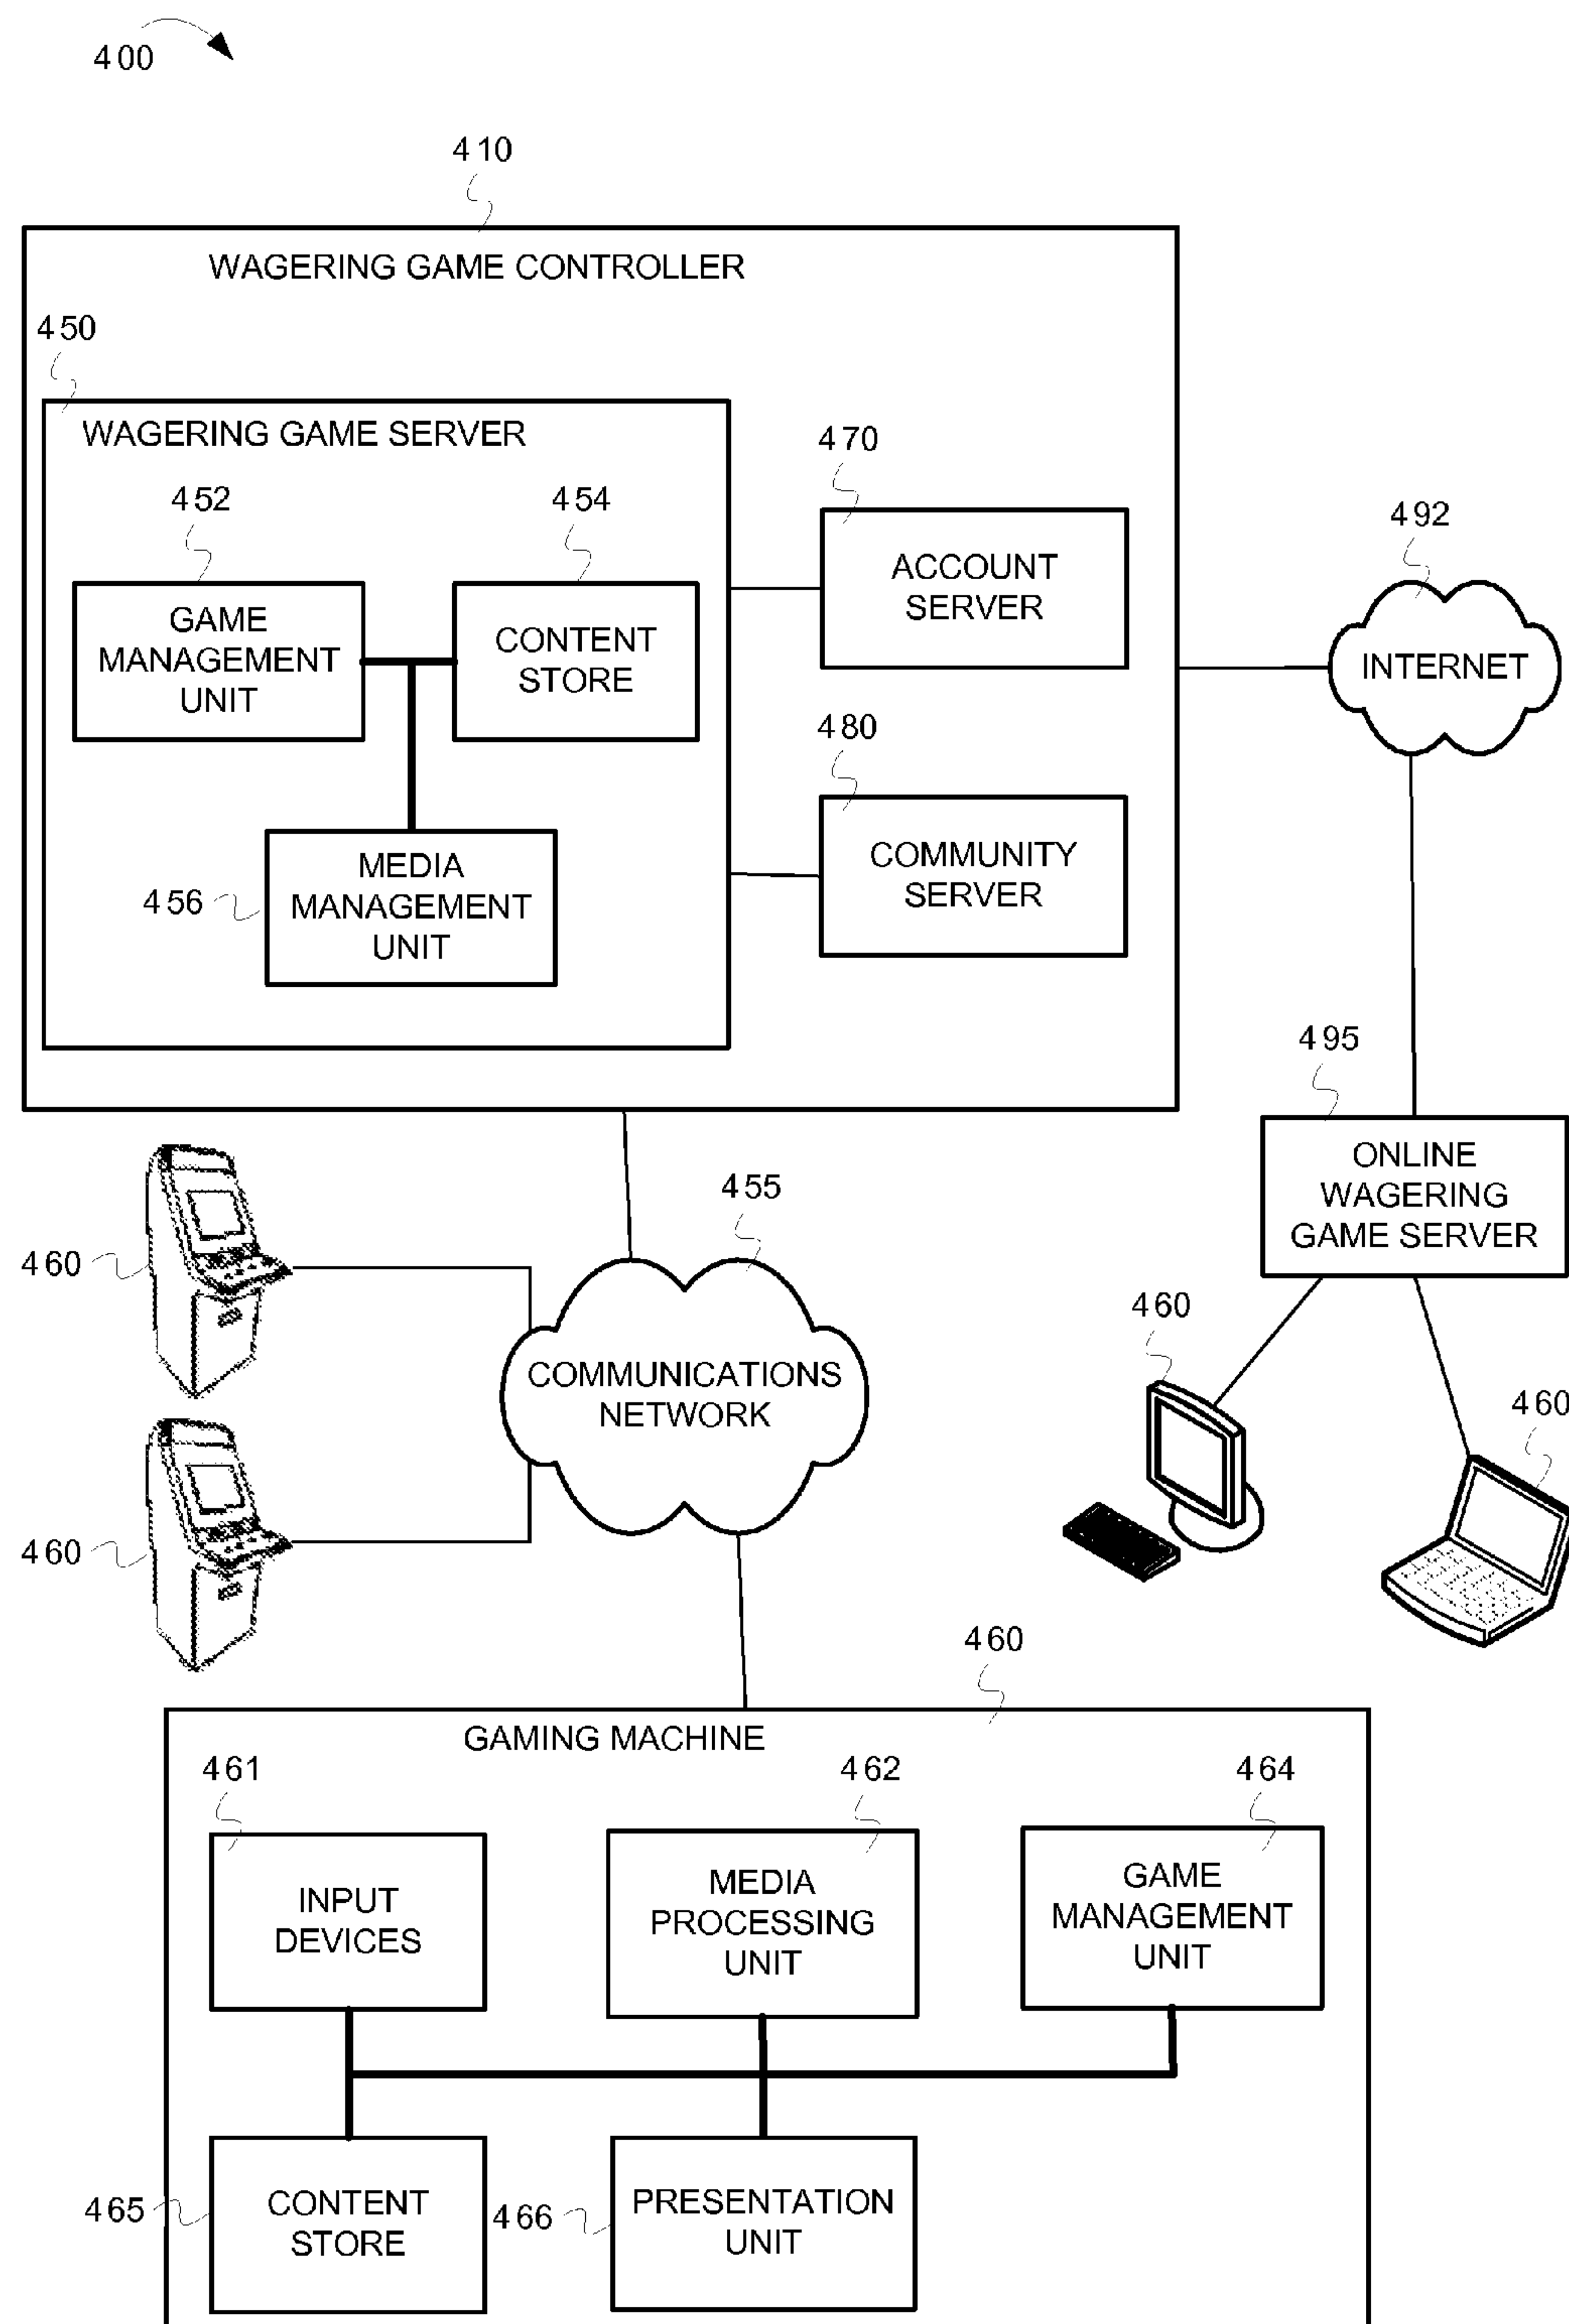 400
410
WAGERING GAME CONTROLLER
450
WAGERING GAME SERVER
470
452
454
492
ACCOUNT
SERVER
GAME
MANAGEMENT
UNIT
CONTENT
STORE
INTERNET
480
COMMUNITY
SERVER
MEDIA
MANAGEMENT
UNIT
456
495
ONLINE
WAGERING
GAME SERVER
455
460
COMMUNICATIONS
NETWORK
460
460
460
460
GAMING MACHINE
461
462
464
INPUT
DEVICES
MEDIA
PROCESSING
UNIT
GAME
MANAGEMENT
UNIT
465
CONTENT
STORE
466
PRESENTATION
UNIT